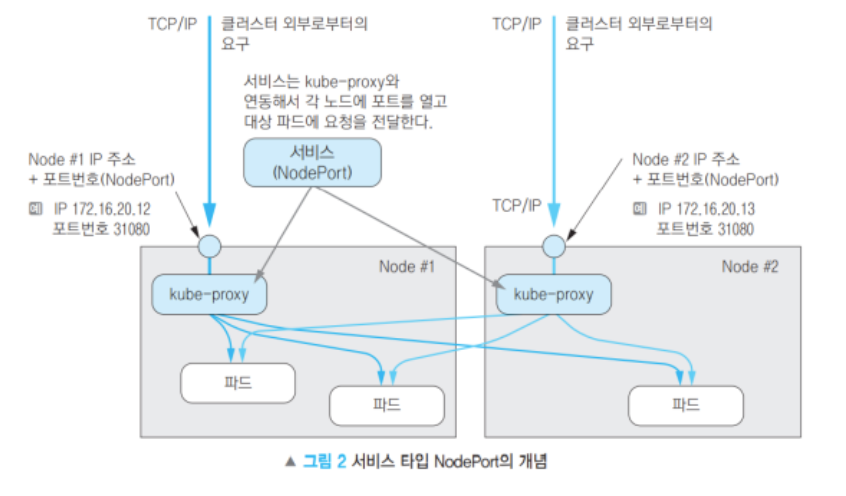 TCP/IP
클러스터 외부로부터의
요구
TCP/IP
클러스터 외부로부터의
요구
서비스는 kube-proxy와
연동해서 각 노드에 포트를 열고
대상 파드에 요청을 전달한다.
서비스
(NodePort)
Node #1 IP 주소
+ 포트번호(NodePort)
예 IP 172.16.20.12
포트번호 31080
Node #2 IP 주소
+ 포트번호(NodePort)
예 IP 172.16.20.13
포트번호 31080
TCP/IP
Node #1
Node #2
kube-proxy
kube-proxy
파드
파드
파드
▲ 그림 2 서비스 타입 NodePort의 개념